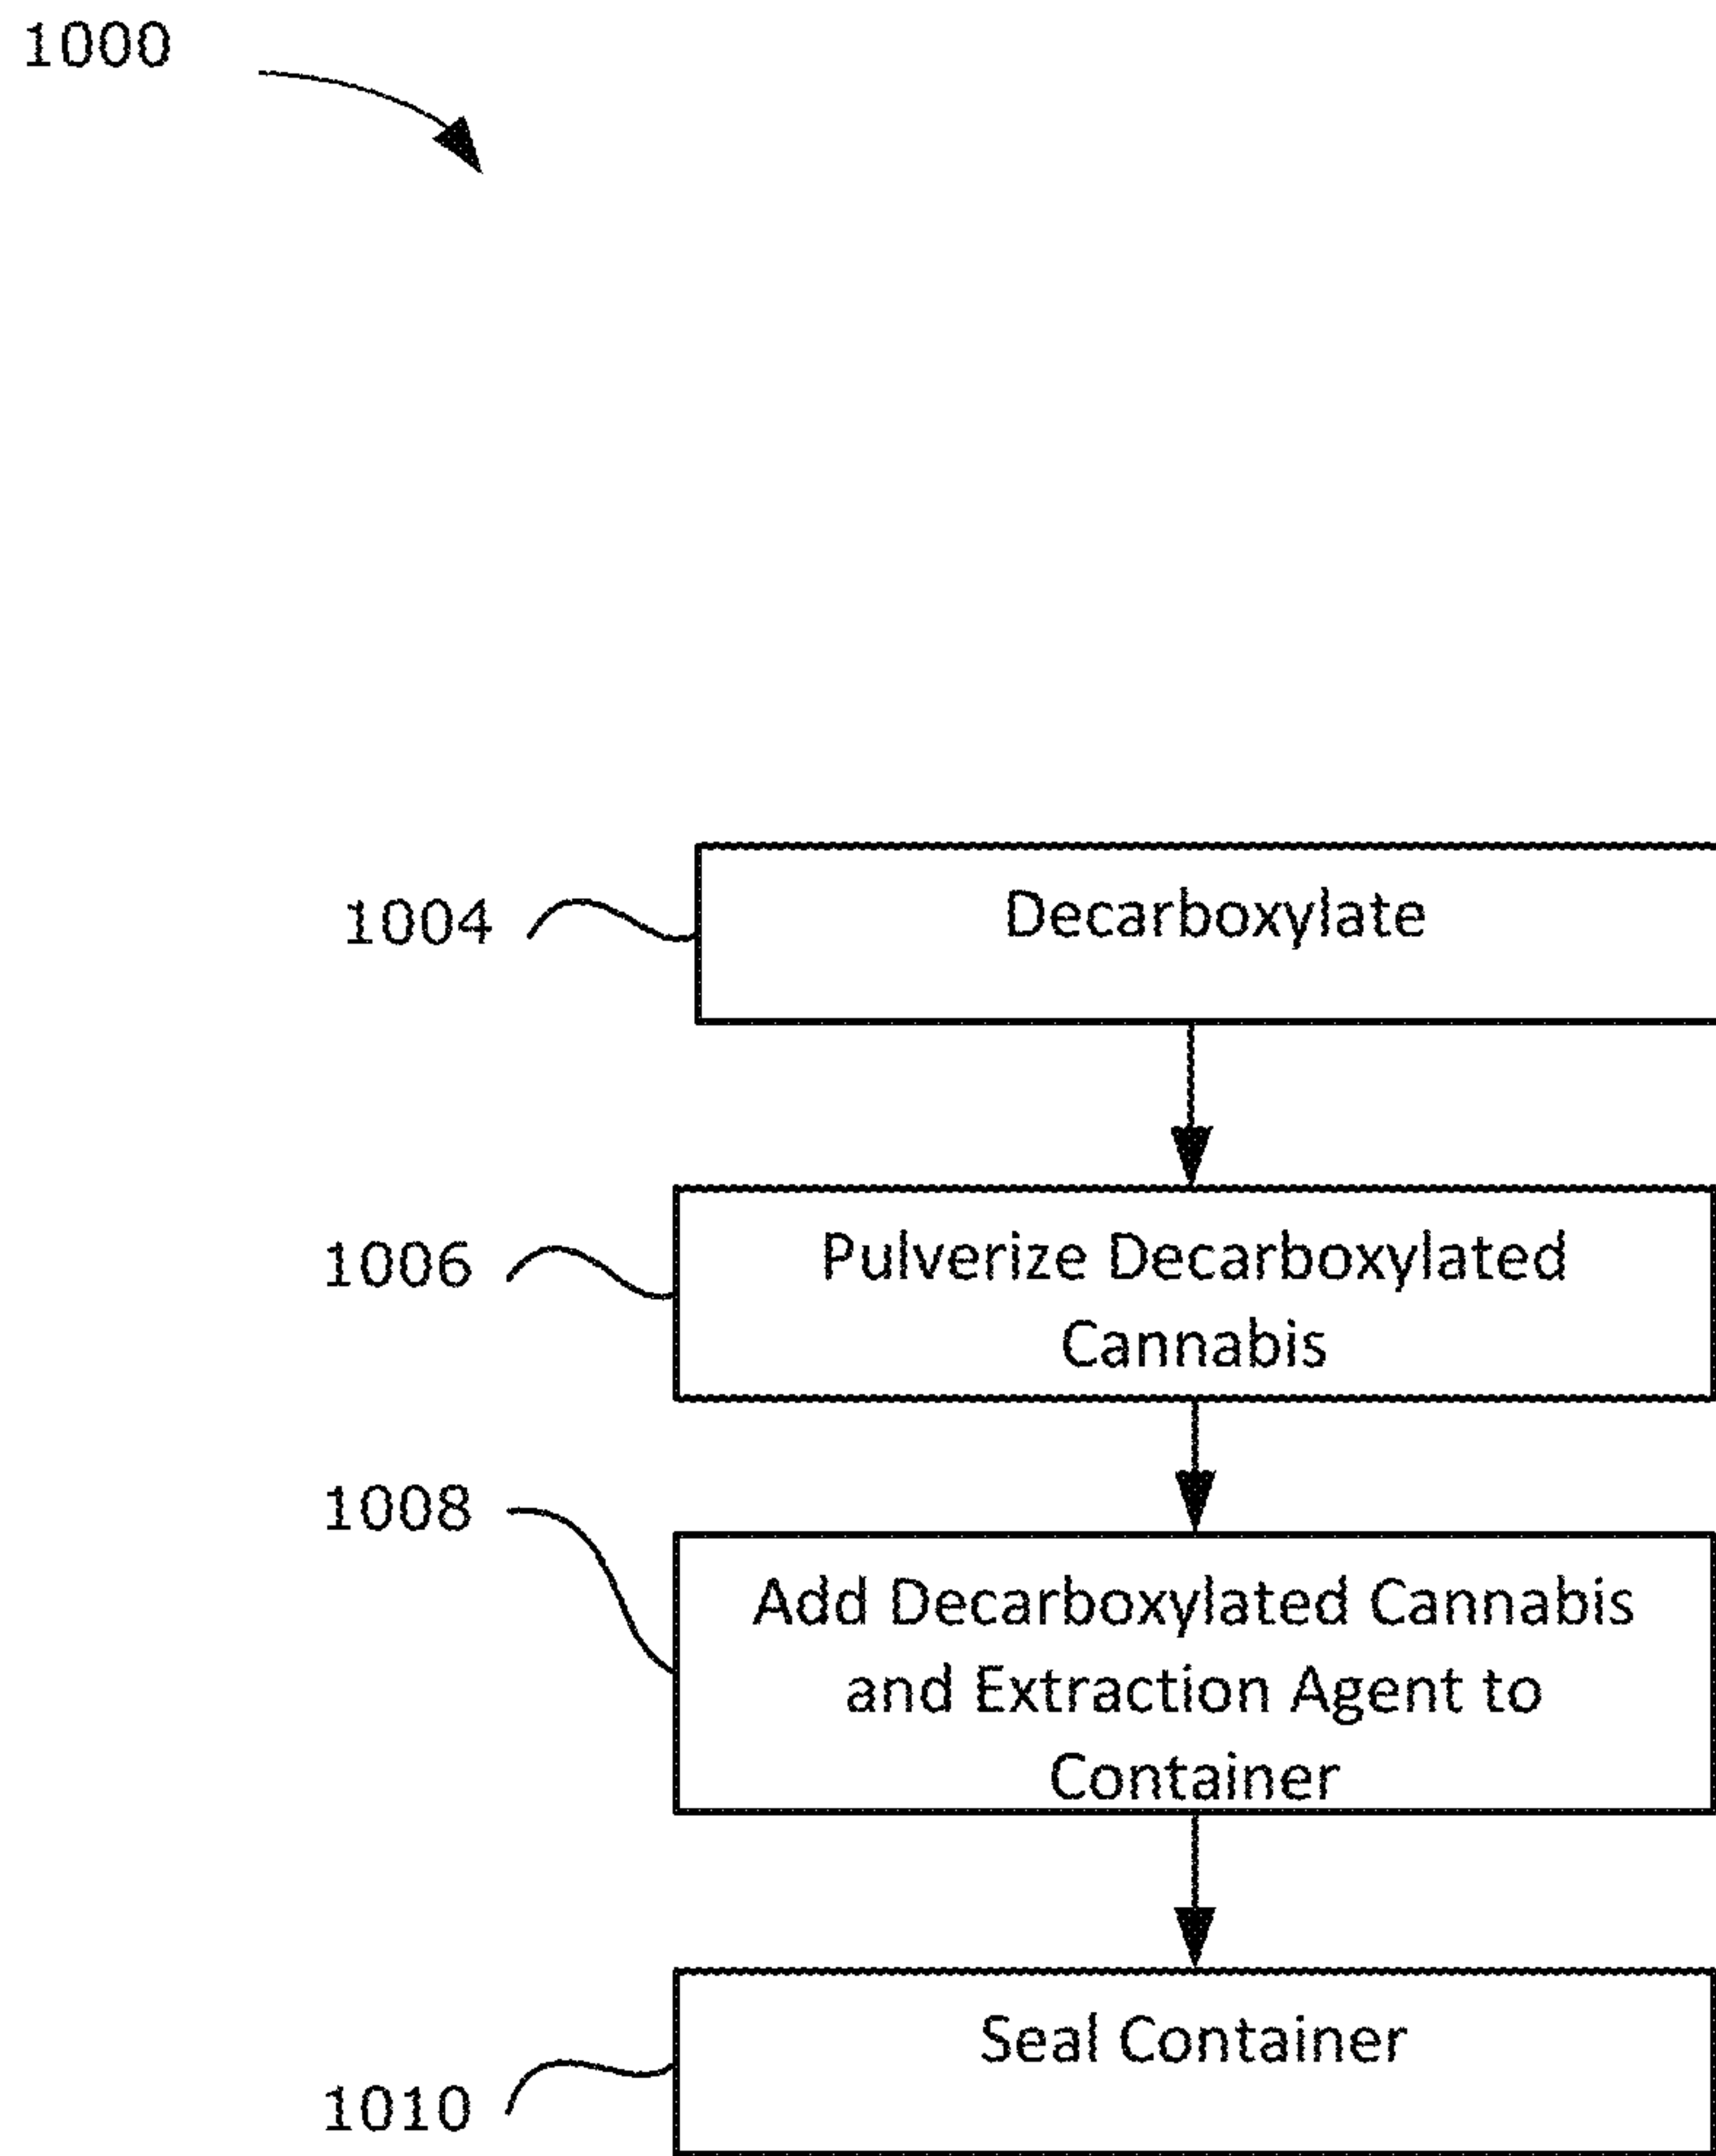 1000
1004
Decarboxylate
1006
Pulverize Decarboxylated
Cannabis
1008
Add Decarboxylated Cannabis
and Extraction Agent to
Container
Seal Container
1010